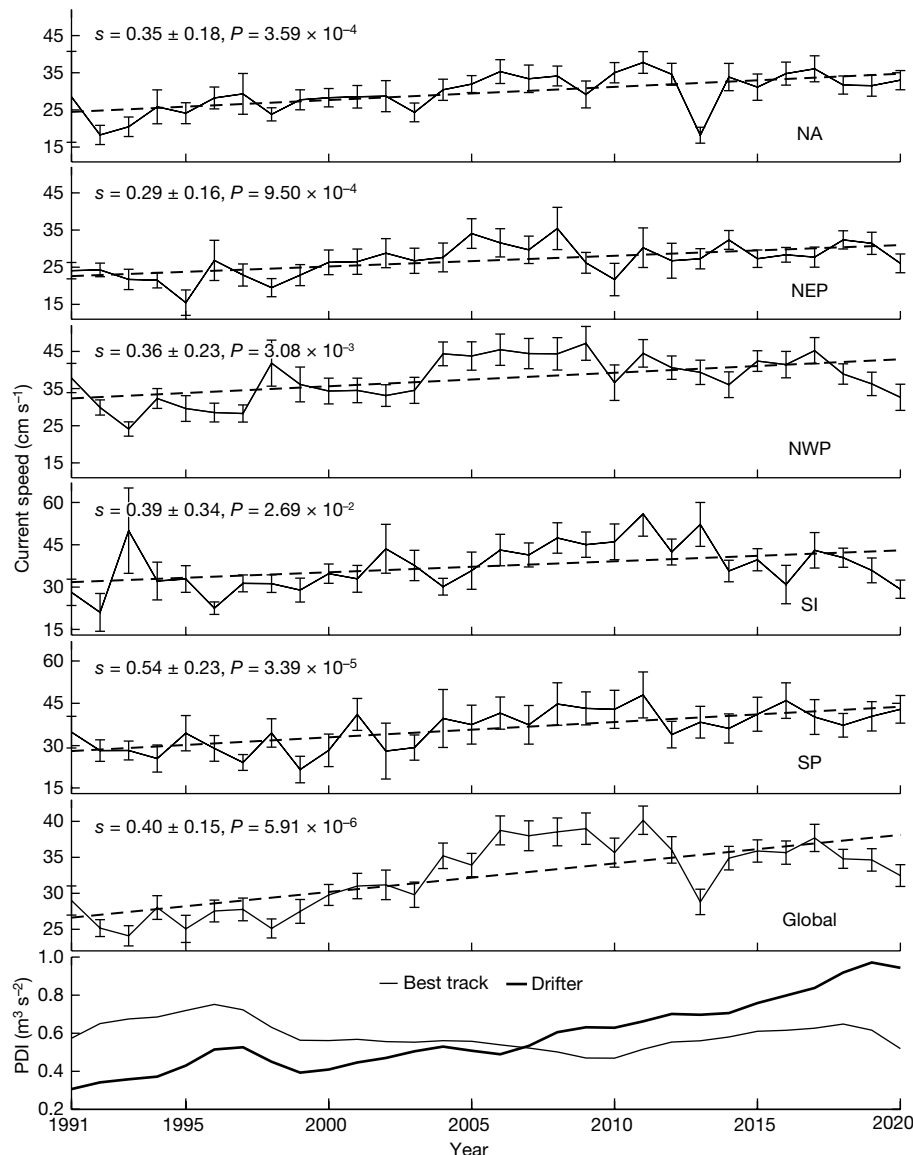 45
s = 0.35 ± 0.18, P = 3.59 × 10⁻⁴
35
25
15
NA
45
s = 0.29 ± 0.16, P = 9.50 × 10⁻⁴
35
25
15
NEP
45
s = 0.36 ± 0.23, P = 3.08 × 10⁻³
35
25
15
NWP
Current speed (cm s⁻¹)
60
s = 0.39 ± 0.34, P = 2.69 × 10⁻²
45
30
15
SI
60
s = 0.54 ± 0.23, P = 3.39 × 10⁻⁵
45
30
15
SP
40
s = 0.40 ± 0.15, P = 5.91 × 10⁻⁶
35
30
25
Global
1.0
Best track Drifter
0.8
0.6
0.4
0.2
PDI (m³ s⁻²)
1991 1995 2000 2005 2010 2015 2020
Year